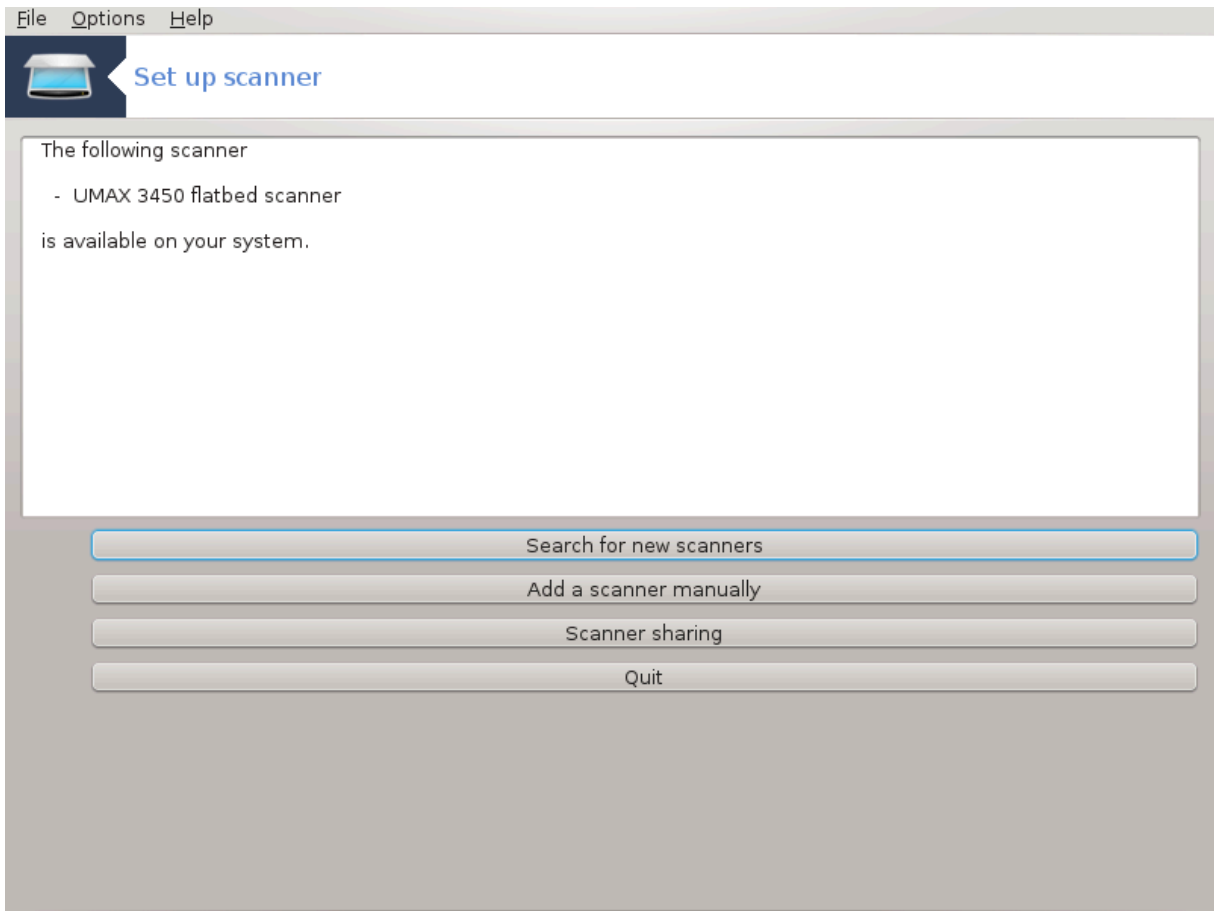 File Options Help
Set up scanner
The following scanner
- UMAX 3450 flatbed scanner
is available on your system.
Search for new scanners
Add a scanner manually
Scanner sharing
Quit